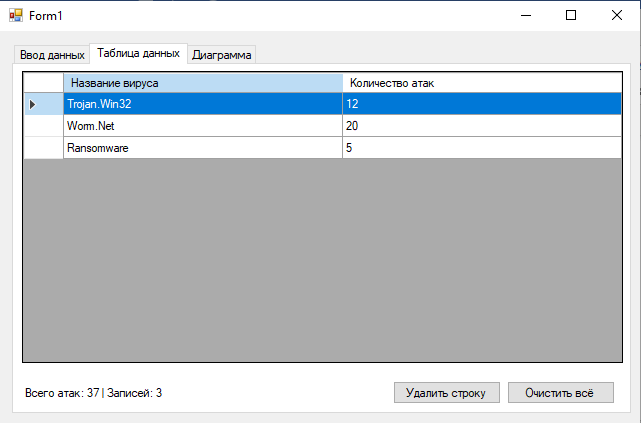 Form1
Ввод данных Таблица данных Диаграмма
Название вируса Количество атак
Trojan.Win32 12
Worm.Net 20
Ransomware 5
Всего атак: 37 | Записей: 3 Удалить строку Очистить всё